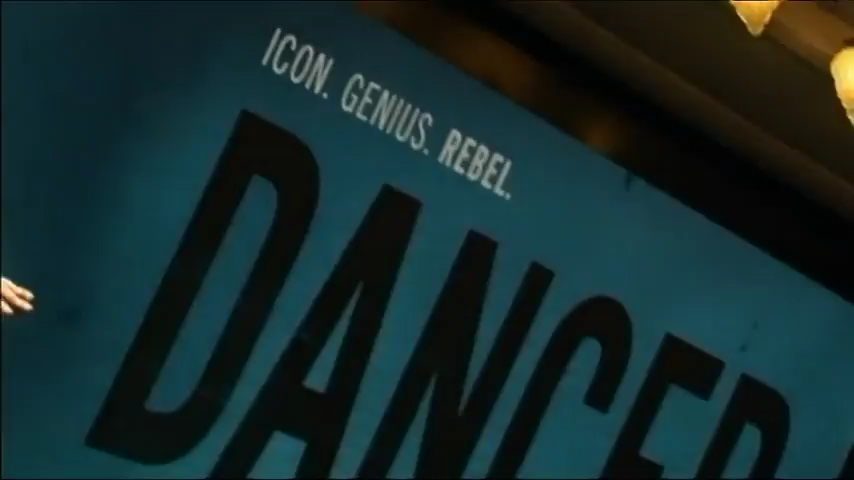 ICON. GENIUS. REBEL.
DANCER